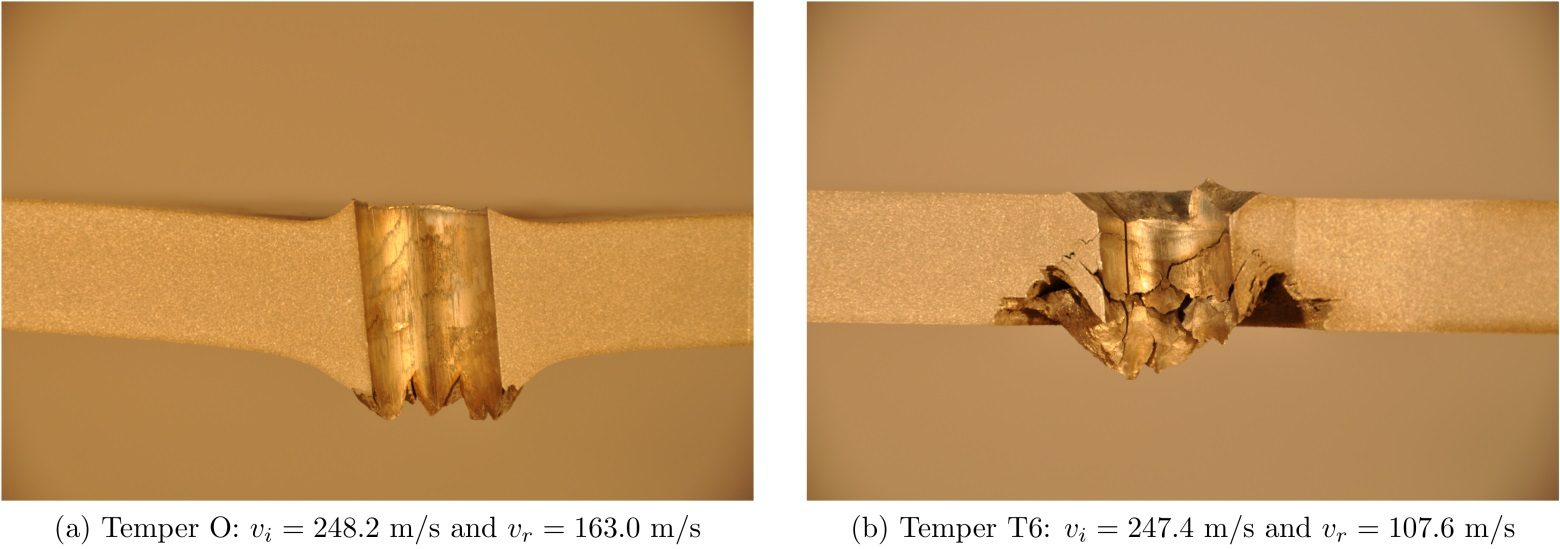 (a) Temper O: v_i = 248.2 m/s and v_r = 163.0 m/s
(b) Temper T6: v_i = 247.4 m/s and v_r = 107.6 m/s